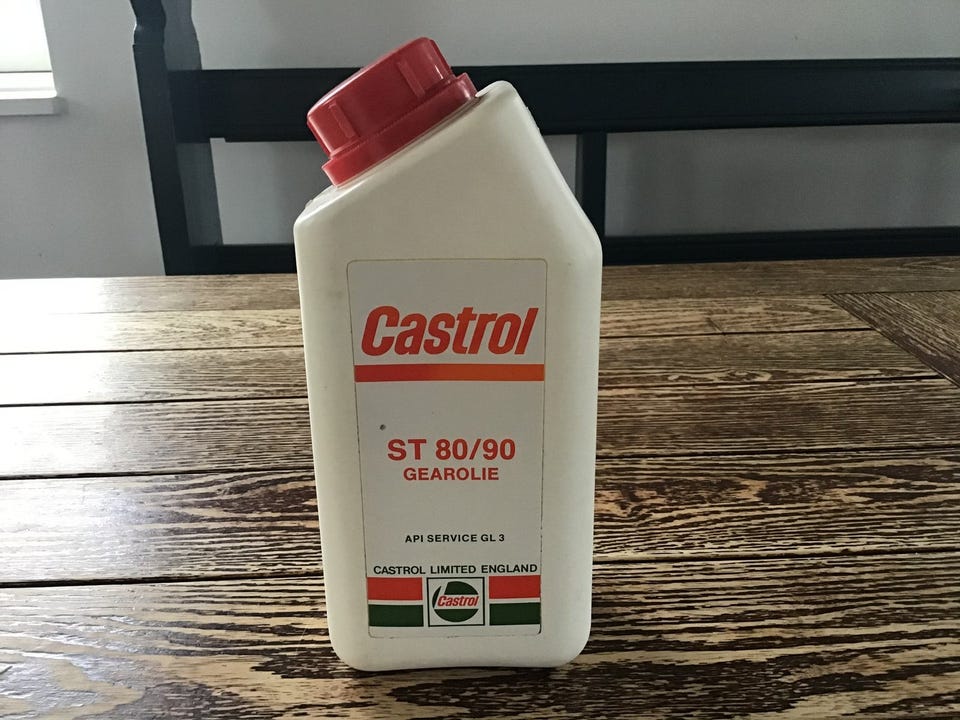 Castrol
ST 80/90
GEAROLIE
API SERVICE GL 3
CASTROL LIMITED ENGLAND
Castrol